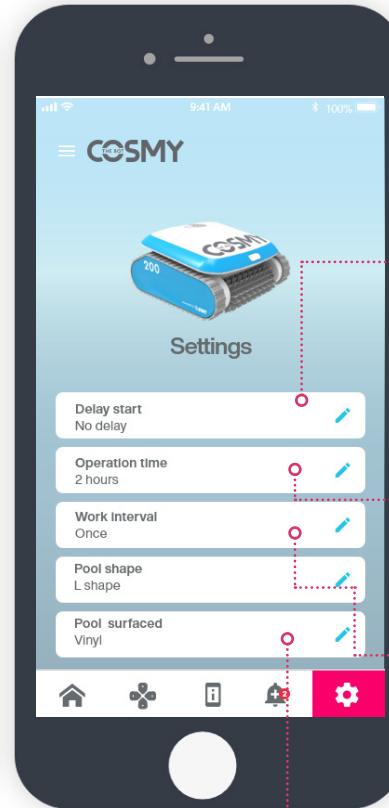 9:41 AM
100%
COSMY
THE BOT
COSMY
200
Settings
Delay start
No delay
Operation time
2 hours
Work interval
Once
Pool shape
L shape
Pool surfaced
Vinyl
2